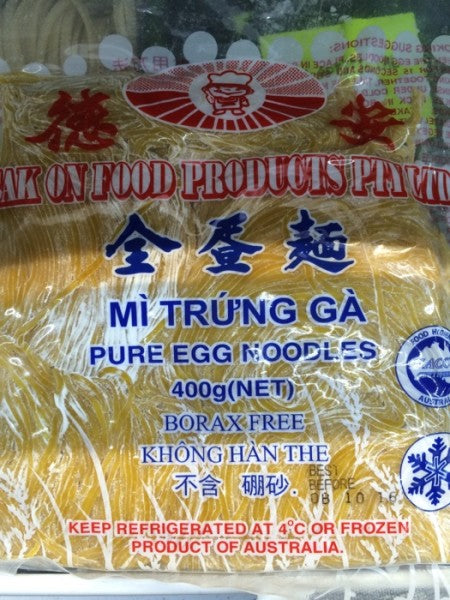 德 安
AK ON FOOD PRODUCTS PTY LTD
全蛋麵
MÌ TRỨNG GÀ
PURE EGG NOODLES
400g(NET)
BORAX FREE
KHÔNG HÀN THE
不含 硼砂.
BEST
BEFORE
08 10 16
FOOD
AUSTRALIA
KEEP REFRIGERATED AT 4°C OR FROZEN
PRODUCT OF AUSTRALIA.